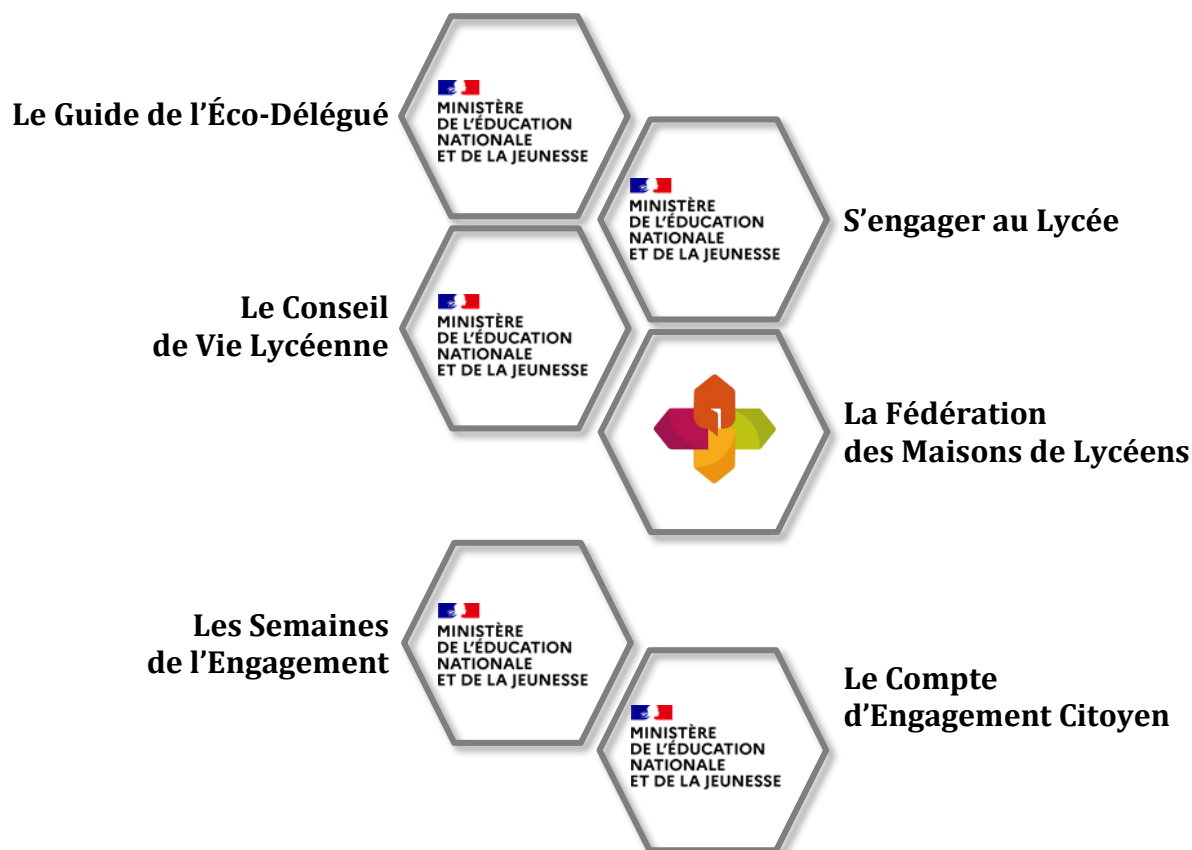 Le Guide de l’Éco-Délégué
MINISTÈRE
DE L’ÉDUCATION
NATIONALE
ET DE LA JEUNESSE
MINISTÈRE
DE L’ÉDUCATION
NATIONALE
ET DE LA JEUNESSE
S’engager au Lycée
Le Conseil
de Vie Lycéenne
MINISTÈRE
DE L’ÉDUCATION
NATIONALE
ET DE LA JEUNESSE
La Fédération
des Maisons de Lycéens
Les Semaines
de l’Engagement
MINISTÈRE
DE L’ÉDUCATION
NATIONALE
ET DE LA JEUNESSE
MINISTÈRE
DE L’ÉDUCATION
NATIONALE
ET DE LA JEUNESSE
Le Compte
d’Engagement Citoyen